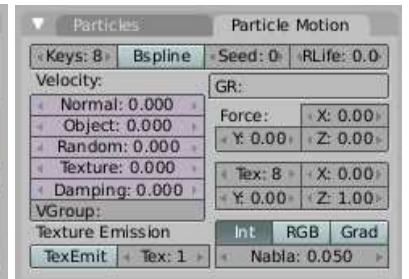 Particles Particle Motion
Keys: 8 Bspline Seed: 0 RLife: 0.0
Velocity: GR:
Normal: 0.000
Object: 0.000 Force: X: 0.00
Random: 0.000 Y: 0.00 Z: 0.00
Texture: 0.000 Tex: 8 X: 0.00
Damping: 0.000 Y: 0.00 Z: 1.00
VGroup:
Texture Emission Int RGB Grad
TexEmit Tex: 1 Nabla: 0.050